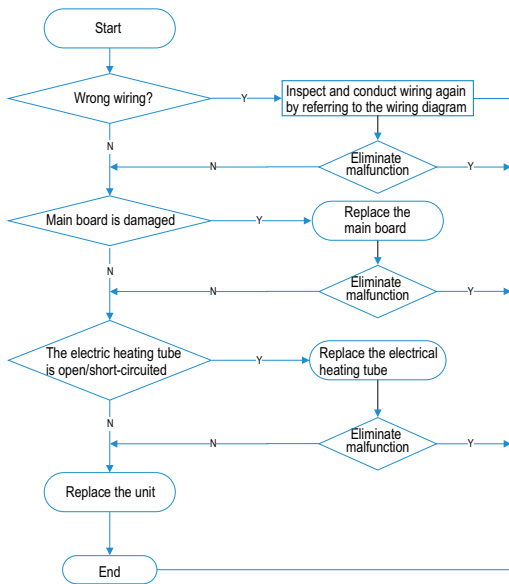 Start
Wrong wiring?
Y
Inspect and conduct wiring again
by referring to the wiring diagram
N
Eliminate
malfunction
N
Y
Main board is damaged
Y
Replace the
main board
N
Eliminate
malfunction
N
Y
The electric heating tube
is open/short-circuited
Y
Replace the electrical
heating tube
N
Eliminate
malfunction
N
Y
Replace the unit
End